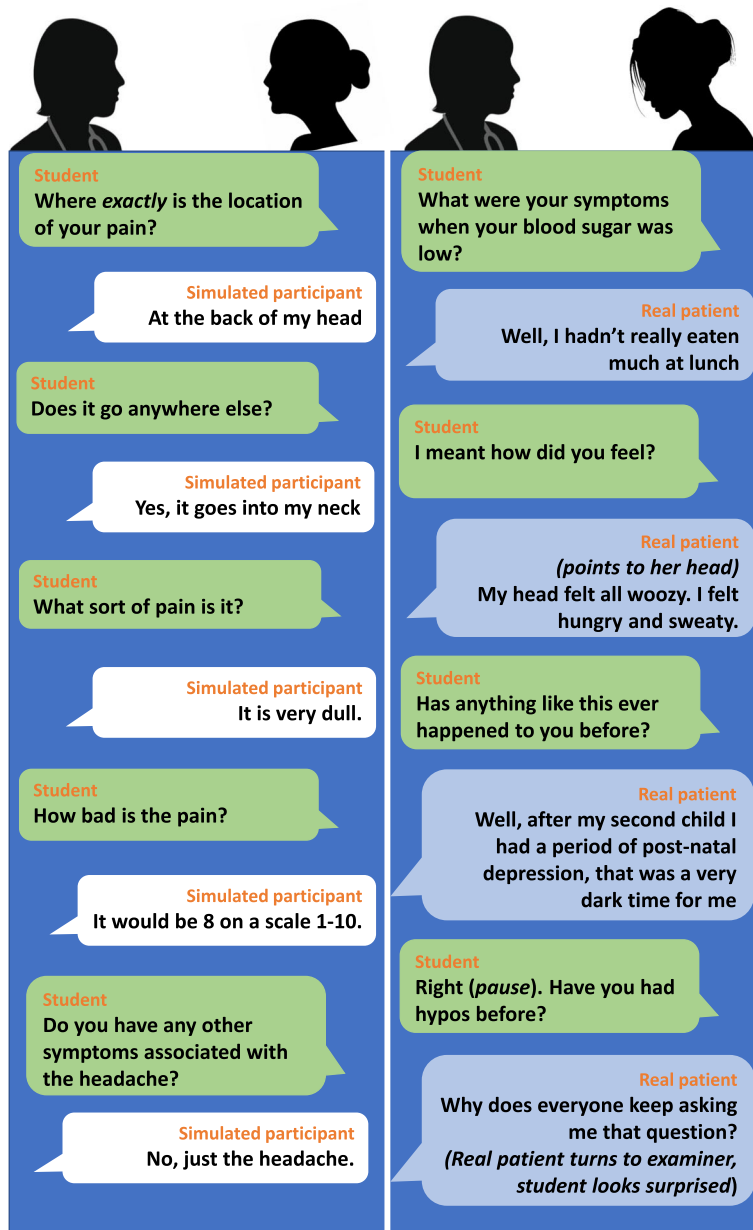 Student
Where exactly is the location
of your pain?
Simulated participant
At the back of my head
Student
Does it go anywhere else?
Simulated participant
Yes, it goes into my neck
Student
What sort of pain is it?
Simulated participant
It is very dull.
Student
How bad is the pain?
Simulated participant
It would be 8 on a scale 1-10.
Student
Do you have any other
symptoms associated with
the headache?
Simulated participant
No, just the headache.
Student
What were your symptoms
when your blood sugar was
low?
Real patient
Well, I hadn't really eaten
much at lunch
Student
I meant how did you feel?
Real patient
(points to her head)
My head felt all woozy. I felt
hungry and sweaty.
Student
Has anything like this ever
happened to you before?
Real patient
Well, after my second child I
had a period of post-natal
depression, that was a very
dark time for me
Student
Right (pause). Have you had
hypos before?
Real patient
Why does everyone keep asking
me that question?
(Real patient turns to examiner,
student looks surprised)